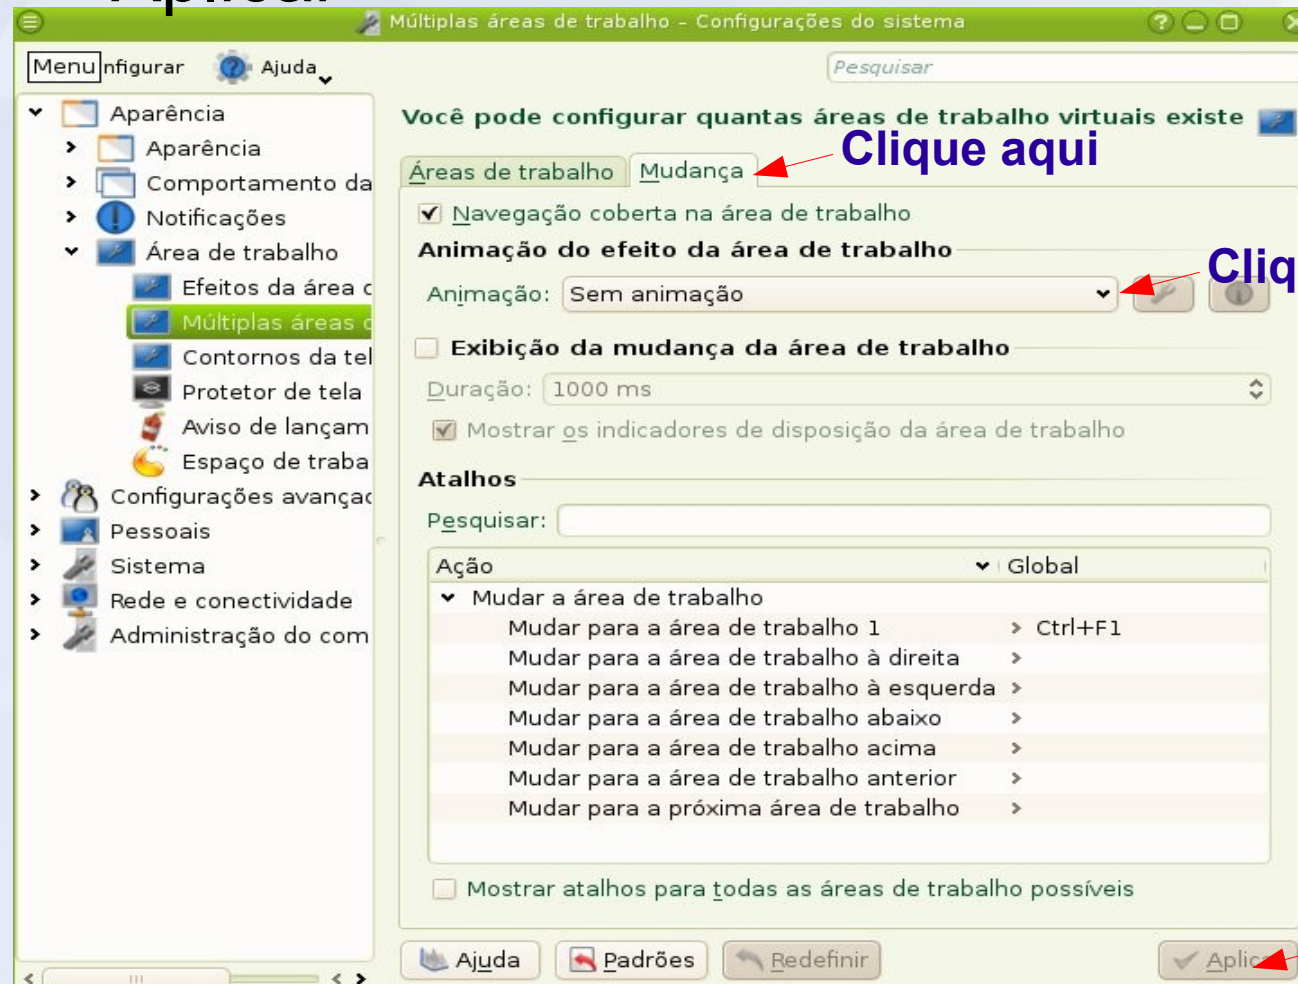 Aplicar
Múltiplas áreas de trabalho – Configurações do sistema
Menu nfigurar Ajuda
Pesquisar
Aparência
Aparência
Comportamento da
Notificações
Área de trabalho
Efeitos da área d
Múltiplas áreas d
Contornos da tel
Protetor de tela
Aviso de lançam
Espaço de traba
Configurações avançad
Pessoais
Sistema
Rede e conectividade
Administração do com
Você pode configurar quantas áreas de trabalho virtuais existe
Clique aqui
Áreas de trabalho Mudança
Navegação coberta na área de trabalho
Animação do efeito da área de trabalho
Cliq
Animação: Sem animação
Exibição da mudança da área de trabalho
Duração: 1000 ms
Mostrar os indicadores de disposição da área de trabalho
Atalhos
Pesquisar:
Ação Global
Mudar a área de trabalho
Mudar para a área de trabalho 1 Ctrl+F1
Mudar para a área de trabalho à direita
Mudar para a área de trabalho à esquerda
Mudar para a área de trabalho abaixo
Mudar para a área de trabalho acima
Mudar para a área de trabalho anterior
Mudar para a próxima área de trabalho
Mostrar atalhos para todas as áreas de trabalho possíveis
Ajuda Padrões Redefinir Aplica